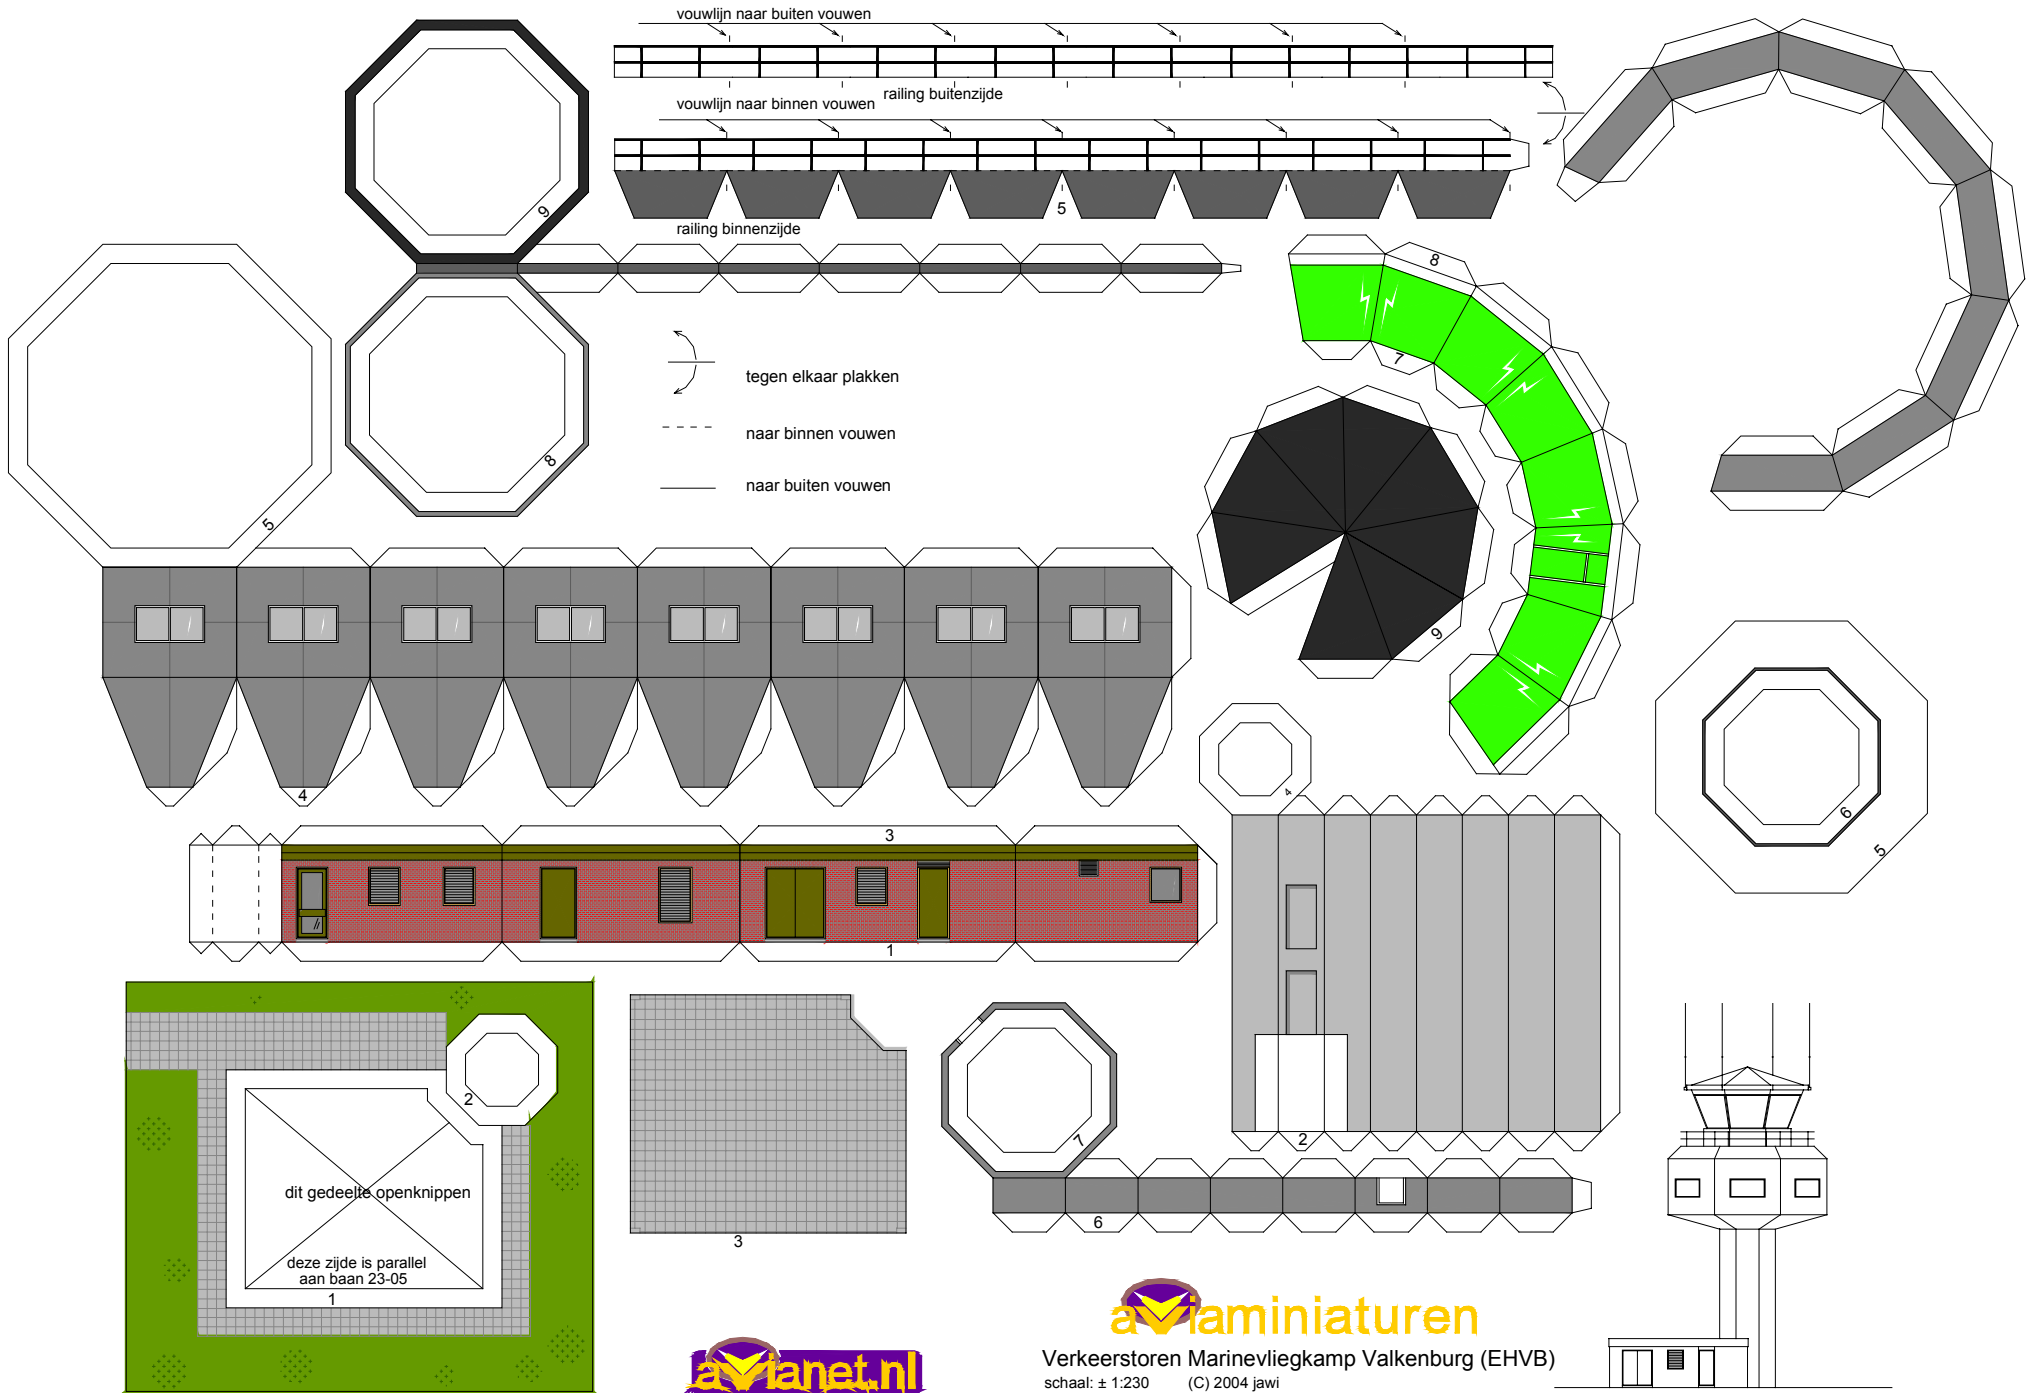 vouwlijn naar buiten vouwen
railing buitenzijde
vouwlijn naar binnen vouwen
5
railing binnenzijde
9
8
5
8
7
tegen elkaar plakken
naar binnen vouwen
naar buiten vouwen
9
4
4
6
5
3
1
2
2
dit gedeelte openknippen
deze zijde is parallel
aan baan 23-05
1
3
7
6
avianet.nl
aviaminiaturen
Verkeerstoren Marinevliegkamp Valkenburg (EHVB)
schaal: ± 1:230 (C) 2004 jawi